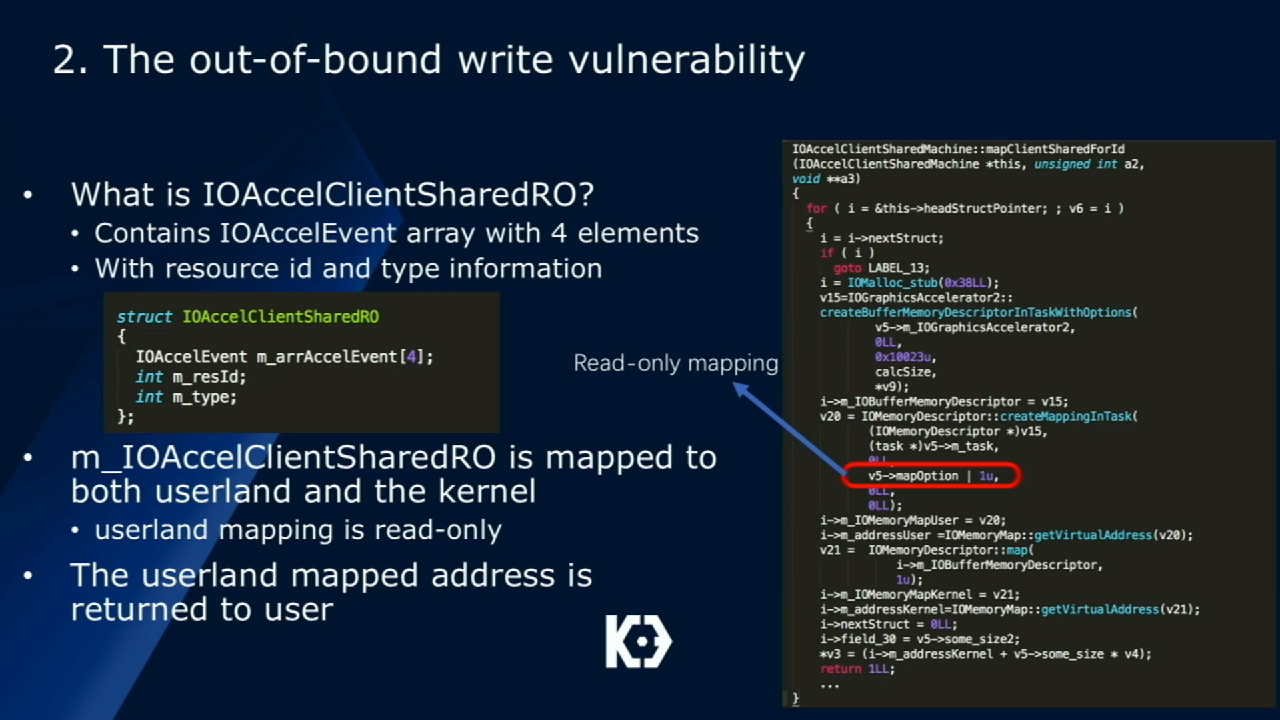 2. The out-of-bound write vulnerability
• What is IOAccelClientSharedRO?
• Contains IOAccelEvent array with 4 elements
• With resource id and type information
struct IOAccelClientSharedRO
{
IOAccelEvent m_arrAccelEvent[4];
int m_resId;
int m_type;
};
• m_IOAccelClientSharedRO is mapped to
both userland and the kernel
• userland mapping is read-only
• The userland mapped address is
returned to user
Read-only mapping
IOAccelClientSharedMachine::mapClientSharedForId
(IOAccelClientSharedMachine *this, unsigned int a2,
void **a3)
{
for ( i = &this->headStructPointer; ; v6 = i )
{
i = i->nextStruct;
if ( i )
goto LABEL_13;
i = IOMalloc_stub(0x38LL);
v15=IOGraphicsAccelerator2::
createBufferMemoryDescriptorInTaskWithOptions(
v5->m_IOGraphicsAccelerator2,
0LL,
0x10023u,
calcSize,
*v9);
i->m_IOBufferMemoryDescriptor = v15;
v20 = IOMemoryDescriptor::createMappingInTask(
(IOMemoryDescriptor *)v15,
(task *)v5->m_task,
0LL,
v5->mapOption | 1u,
0LL,
0LL);
i->m_IOMemoryMapUser = v20;
i->m_addressUser =IOMemoryMap::getVirtualAddress(v20);
v21 = IOMemoryDescriptor::map(
i->m_IOBufferMemoryDescriptor,
1u);
i->m_IOMemoryMapKernel = v21;
i->m_addressKernel=IOMemoryMap::getVirtualAddress(v21);
i->nextStruct = 0LL;
i->field_30 = v5->some_size2;
*v3 = (i->m_addressKernel + v5->some_size * v4);
return 1LL;
...
}